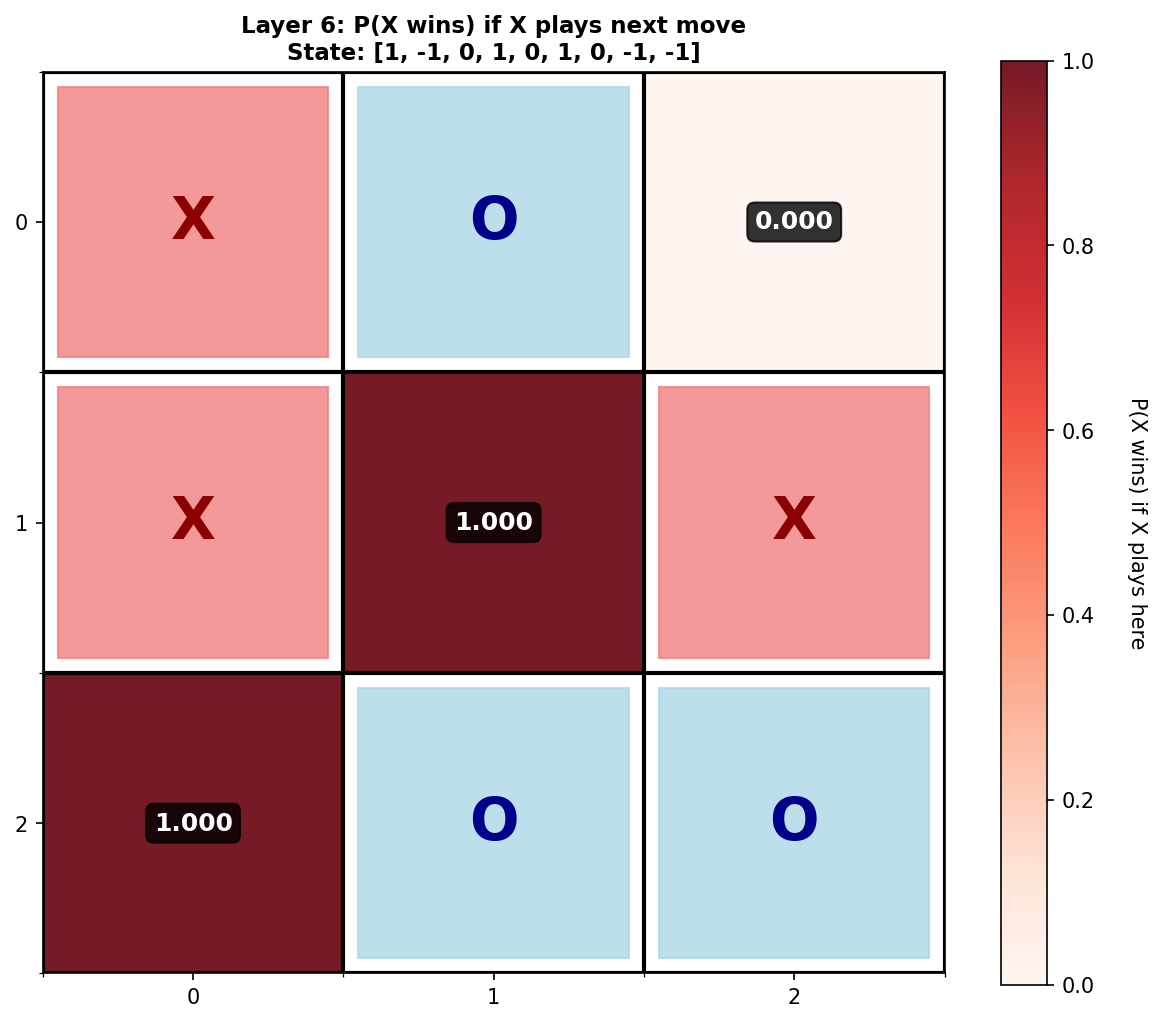 Layer 6: P(X wins) if X plays next move
State: [1, -1, 0, 1, 0, 1, 0, -1, -1]
0
X
O
0.000
1
X
1.000
X
2
1.000
O
O
0
1
2
1.0
0.8
0.6
0.4
0.2
0.0
P(X wins) if X plays here